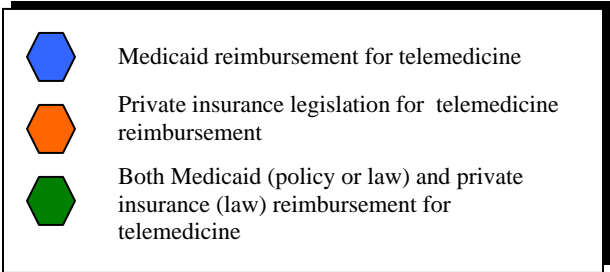 Medicaid reimbursement for telemedicine
Private insurance legislation for telemedicine
reimbursement
Both Medicaid (policy or law) and private
insurance (law) reimbursement for
telemedicine